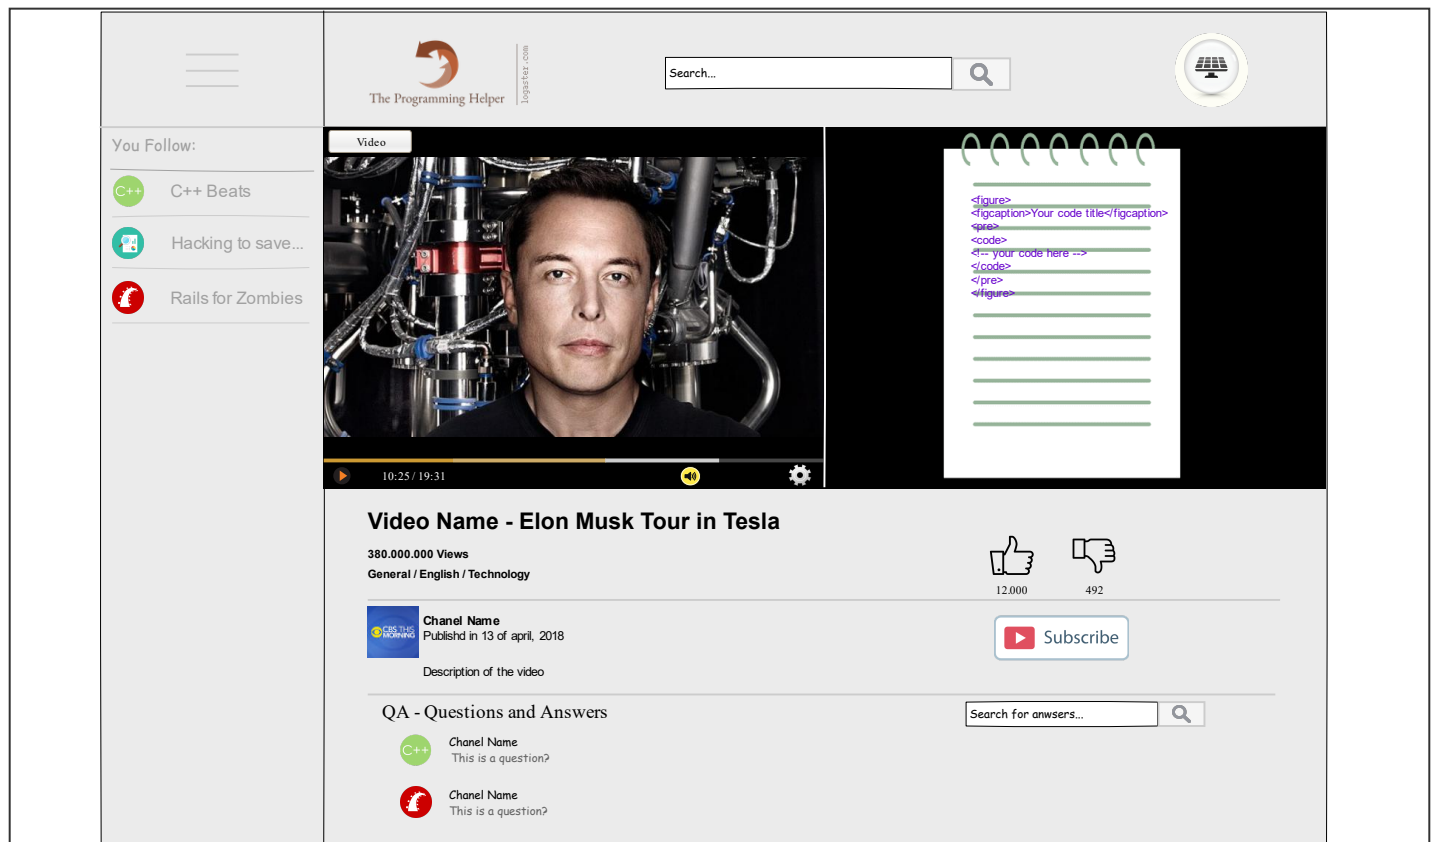 The Programming Helper
logaster.com
Search...
You Follow:
C++
C++ Beats
Hacking to save...
Rails for Zombies
Video
<figure>
<figcaption>Your code title</figcaption>
<pre>
<code>
<!-- your code here -->
</code>
</pre>
</figure>
10:25 / 19:31
Video Name - Elon Musk Tour in Tesla
380.000.000 Views
General / English / Technology
12.000
492
CBS THIS MORNING
Chanel Name
Publishd in 13 of april, 2018
Description of the video
Subscribe
QA - Questions and Answers
Search for anwsers...
C++
Chanel Name
This is a question?
Chanel Name
This is a question?